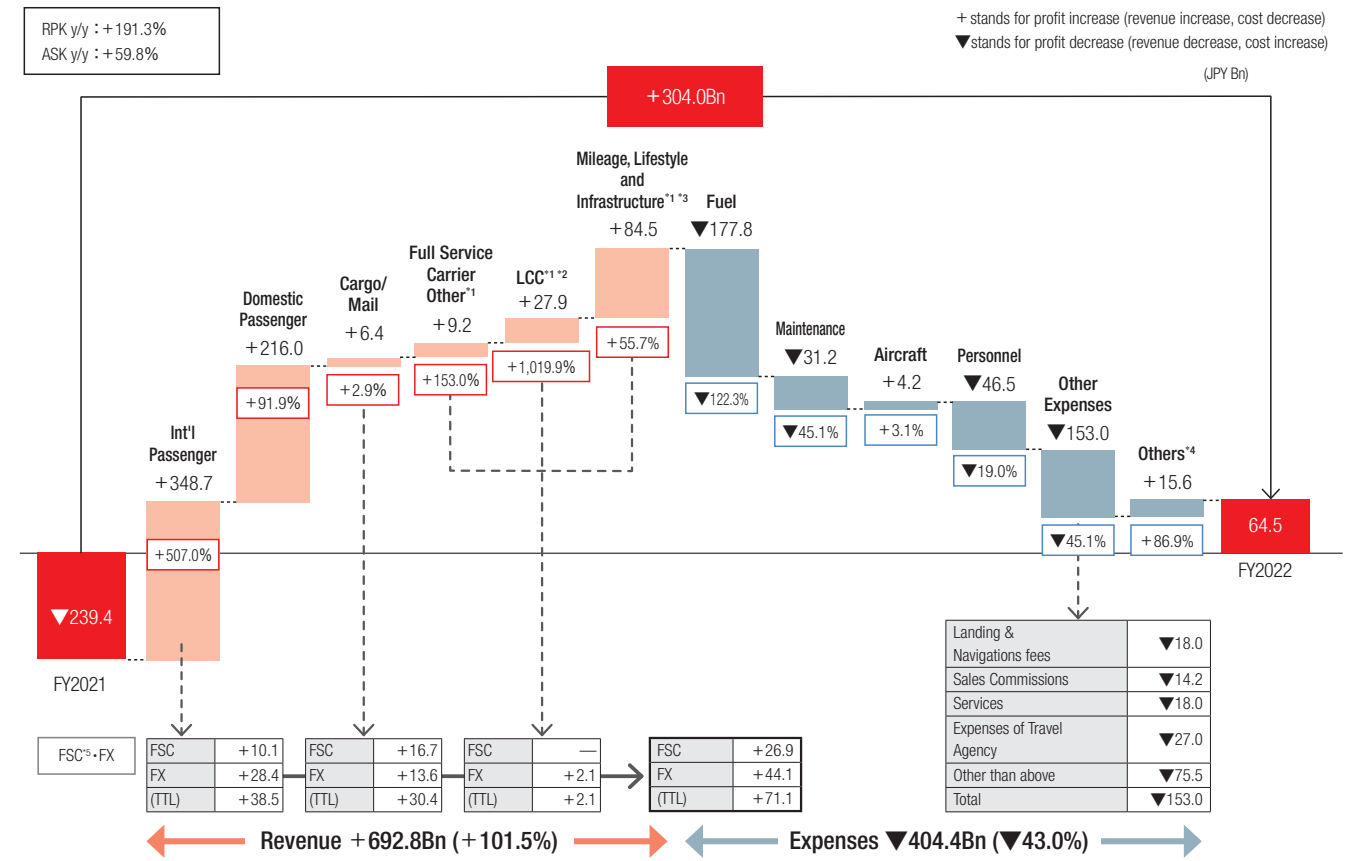 RPK y/y：+191.3%
ASK y/y：+59.8%
+ stands for profit increase (revenue increase, cost decrease)
▼stands for profit decrease (revenue decrease, cost increase)
(JPY Bn)
+304.0Bn
▼239.4
FY2021
Int'l
Passenger
+348.7
+507.0%
Domestic
Passenger
+216.0
+91.9%
Cargo/
Mail
+6.4
+2.9%
Full Service
Carrier
Other*1
+9.2
+153.0%
LCC*1 *2
+27.9
+1,019.9%
Mileage, Lifestyle
and
Infrastructure*1 *3
+84.5
+55.7%
Fuel
▼177.8
▼122.3%
Maintenance
▼31.2
▼45.1%
Aircraft
+4.2
+3.1%
Personnel
▼46.5
▼19.0%
Other
Expenses
▼153.0
▼45.1%
Others*4
+15.6
+86.9%
64.5
FY2022
FSC*5・FX
FSC +10.1
FX +28.4
(TTL) +38.5
FSC +16.7
FX +13.6
(TTL) +30.4
FSC —
FX +2.1
(TTL) +2.1
FSC +26.9
FX +44.1
(TTL) +71.1
Landing &
Navigations fees ▼18.0
Sales Commissions ▼14.2
Services ▼18.0
Expenses of Travel
Agency ▼27.0
Other than above ▼75.5
Total ▼153.0
Revenue +692.8Bn (+101.5%)
Expenses ▼404.4Bn (▼43.0%)